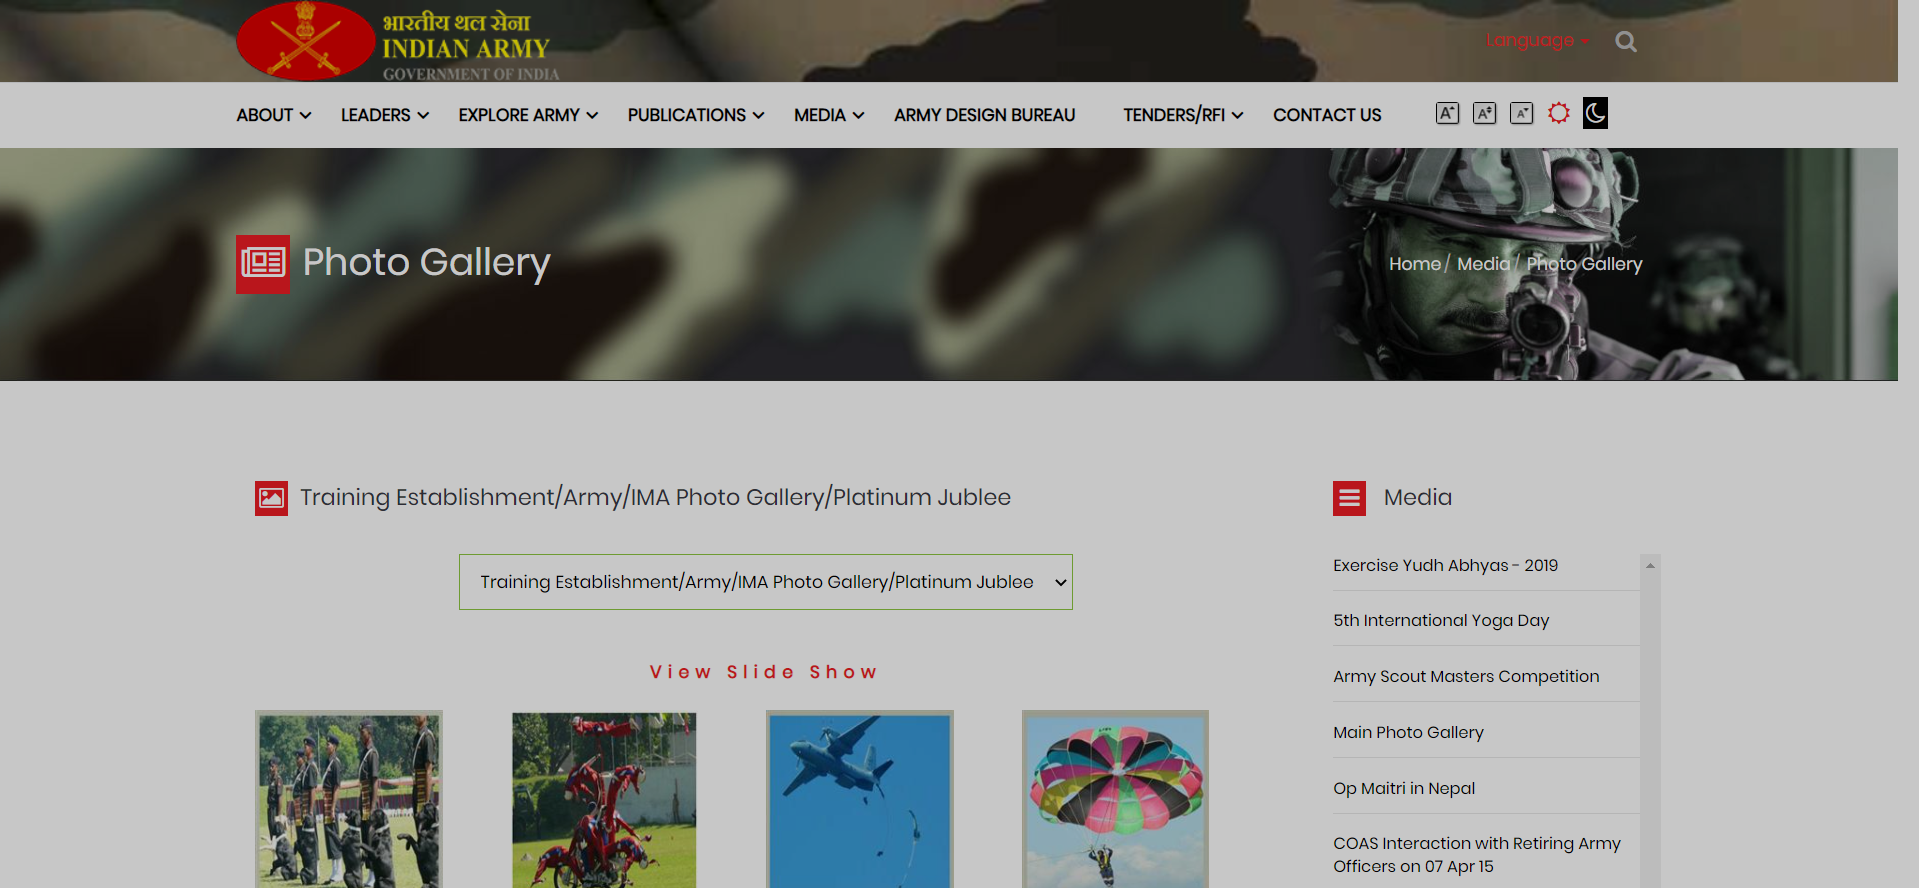 भारतीय थल सेना
INDIAN ARMY
GOVERNMENT OF INDIA
Language
ABOUT LEADERS EXPLORE ARMY PUBLICATIONS MEDIA ARMY DESIGN BUREAU TENDERS/RFI CONTACT US A A A
Photo Gallery
Home / Media / Photo Gallery
Training Establishment/Army/IMA Photo Gallery/Platinum Jublee
Training Establishment/Army/IMA Photo Gallery/Platinum Jublee
View Slide Show
Media
Exercise Yudh Abhyas - 2019
5th International Yoga Day
Army Scout Masters Competition
Main Photo Gallery
Op Maitri in Nepal
COAS Interaction with Retiring Army
Officers on 07 Apr 15